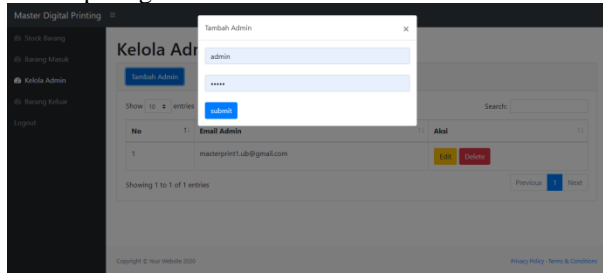 Master Digital Printing
Tambah Admin
×
Stock Barang
Kelola Adm
admin
Barang Masuk
Kelola Admin
Tambah Admin
•••••
Barang Keluar
Show 10 entries
submit
Search:
Logout
No
Email Admin
Aksi
1
masterprint1.ub@gmail.com
Edit
Delete
Showing 1 to 1 of 1 entries
Previous 1 Next
Copyright © Your Website 2020
Privacy Policy · Terms & Conditions